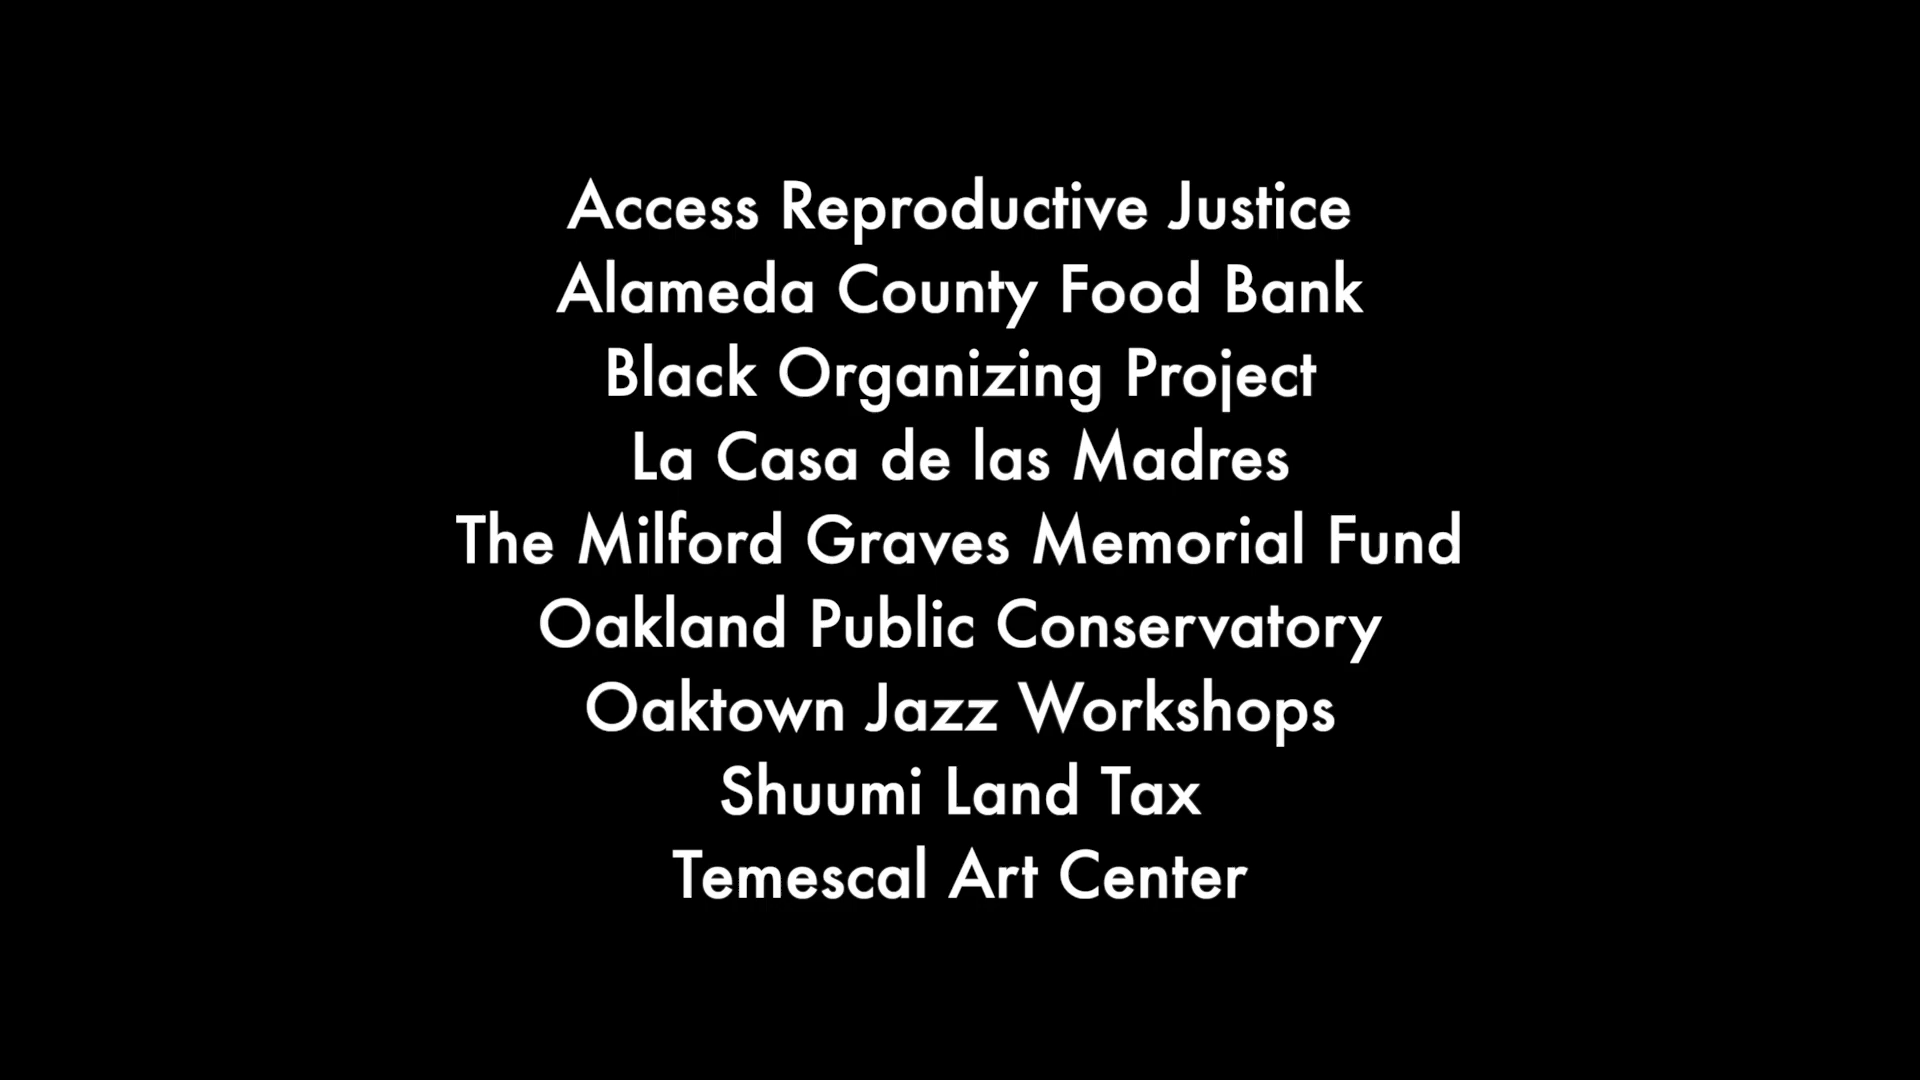 Access Reproductive Justice
Alameda County Food Bank
Black Organizing Project
La Casa de las Madres
The Milford Graves Memorial Fund
Oakland Public Conservatory
Oaktown Jazz Workshops
Shuumi Land Tax
Temescal Art Center